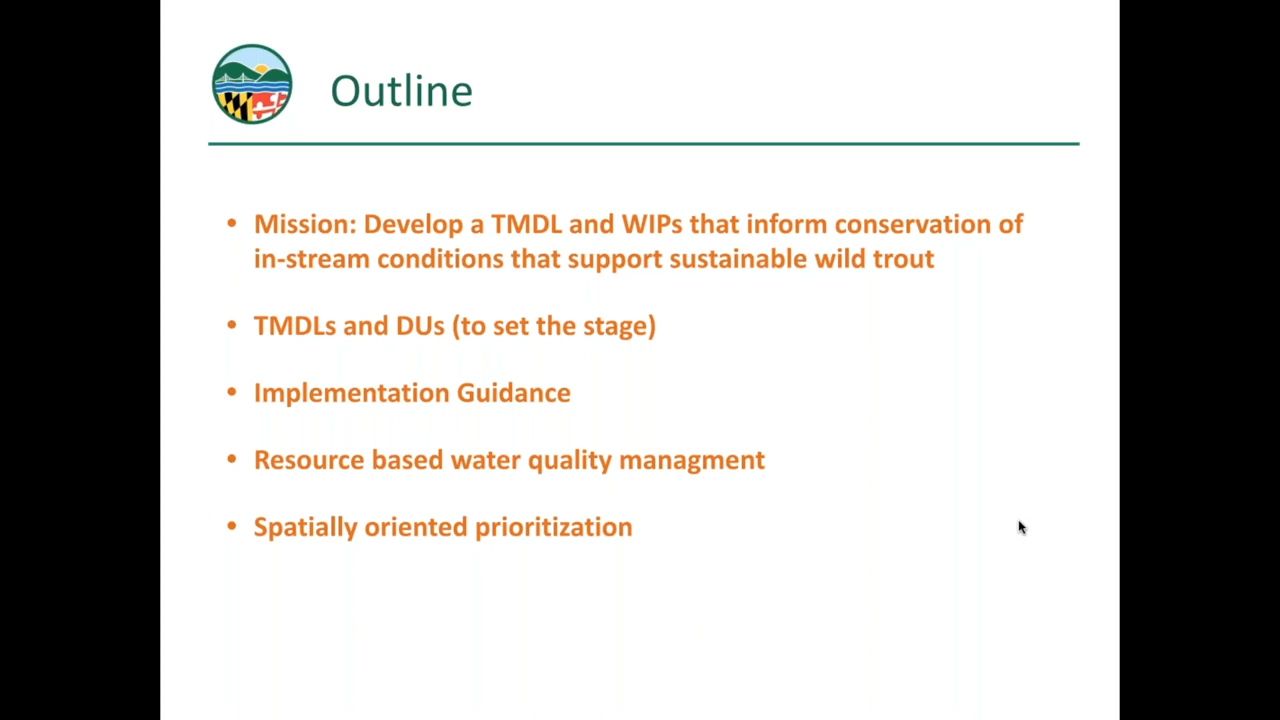 Outline
• Mission: Develop a TMDL and WIPs that inform conservation of
in-stream conditions that support sustainable wild trout
• TMDLs and DUs (to set the stage)
• Implementation Guidance
• Resource based water quality managment
• Spatially oriented prioritization